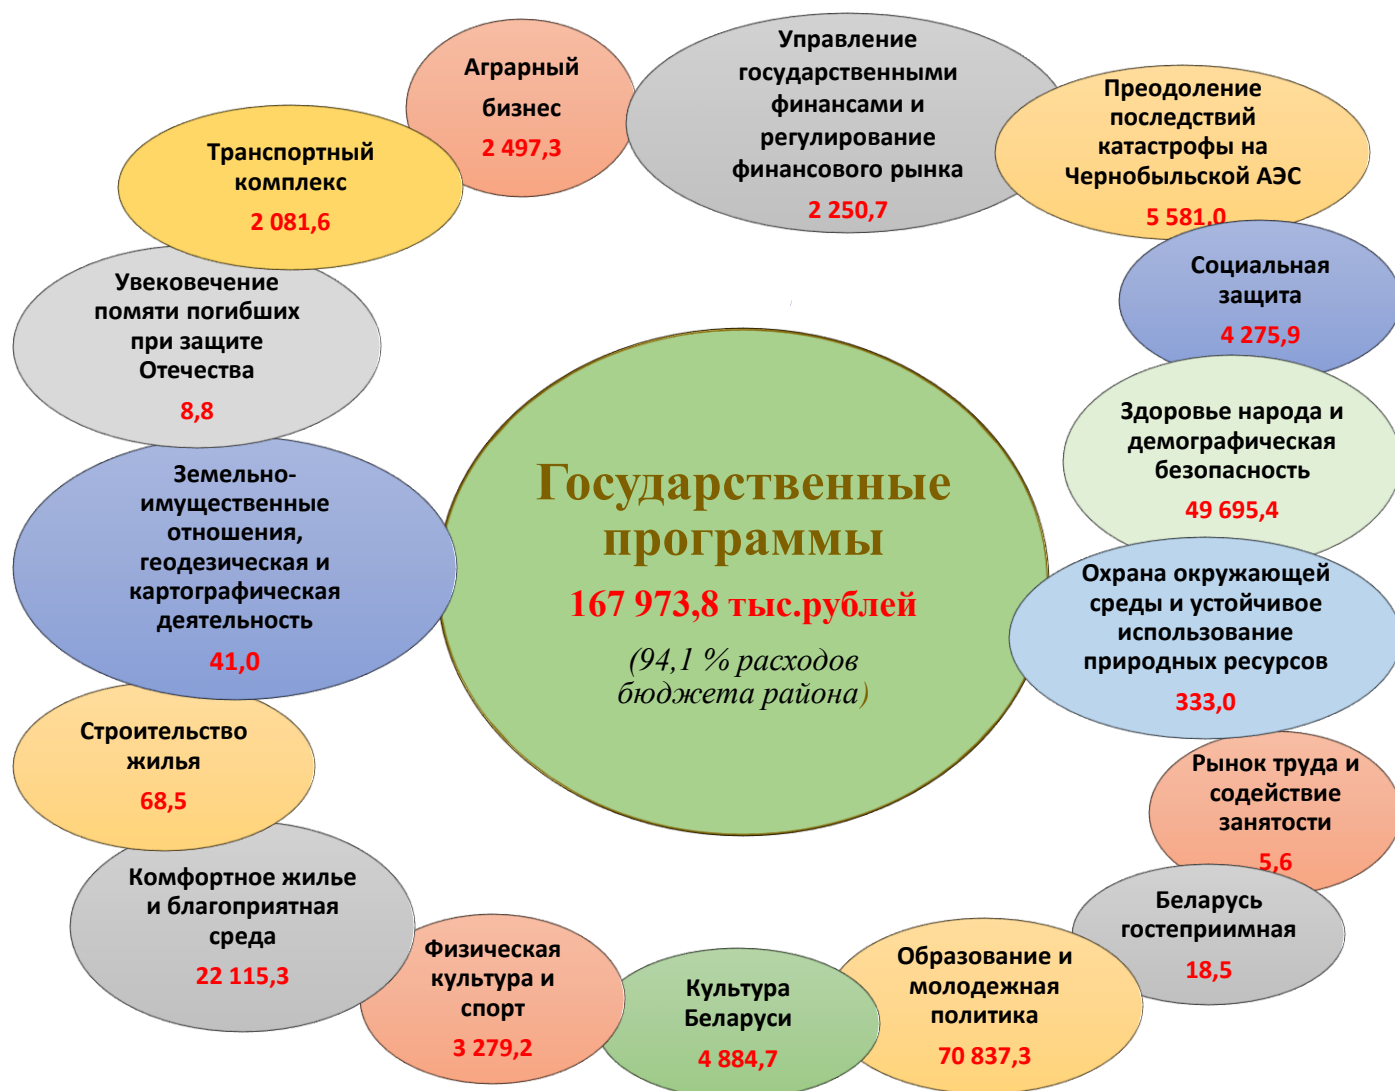 Аграрный
бизнес
2 497,3
Управление
государственными
финансами и
регулирование
финансового рынка
2 250,7
Преодоление
последствий
катастрофы на
Чернобыльской АЭС
5 581,0
Социальная
защита
4 275,9
Здоровье народа и
демографическая
безопасность
49 695,4
Охрана окружающей
среды и устойчивое
использование
природных ресурсов
333,0
Рынок труда и
содействие
занятости
5,6
Беларусь
гостеприимная
18,5
Образование и
молодежная
политика
70 837,3
Культура
Беларуси
4 884,7
Физическая
культура и
спорт
3 279,2
Комфортное жилье
и благоприятная
среда
22 115,3
Строительство
жилья
68,5
Земельно-
имущественные
отношения,
геодезическая и
картографическая
деятельность
41,0
Увековечение
помяти погибших
при защите
Отечества
8,8
Транспортный
комплекс
2 081,6
Государственные
программы
167 973,8 тыс.рублей
(94,1 % расходов
бюджета района)